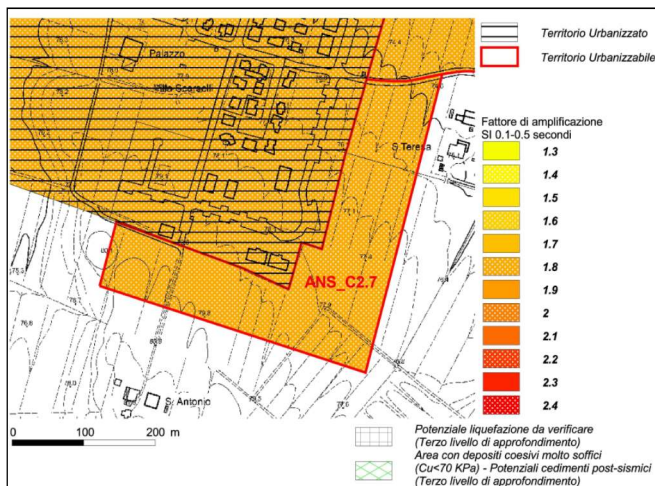 Territorio Urbanizzato
Territorio Urbanizzabile
Fattore di amplificazione
SI 0.1-0.5 secondi
1.3
1.4
1.5
1.6
1.7
1.8
1.9
2
2.1
2.2
2.3
2.4
Palazzo
Villa Scarselli
S Teresa
ANS_C2.7
S. Antonio
0 100 200 m
Potenziale liquefazione da verificare
(Terzo livello di approfondimento)
Area con depositi coesivi molto soffici
(Cu<70 KPa) - Potenziali cedimenti post-sismici
(Terzo livello di approfondimento)